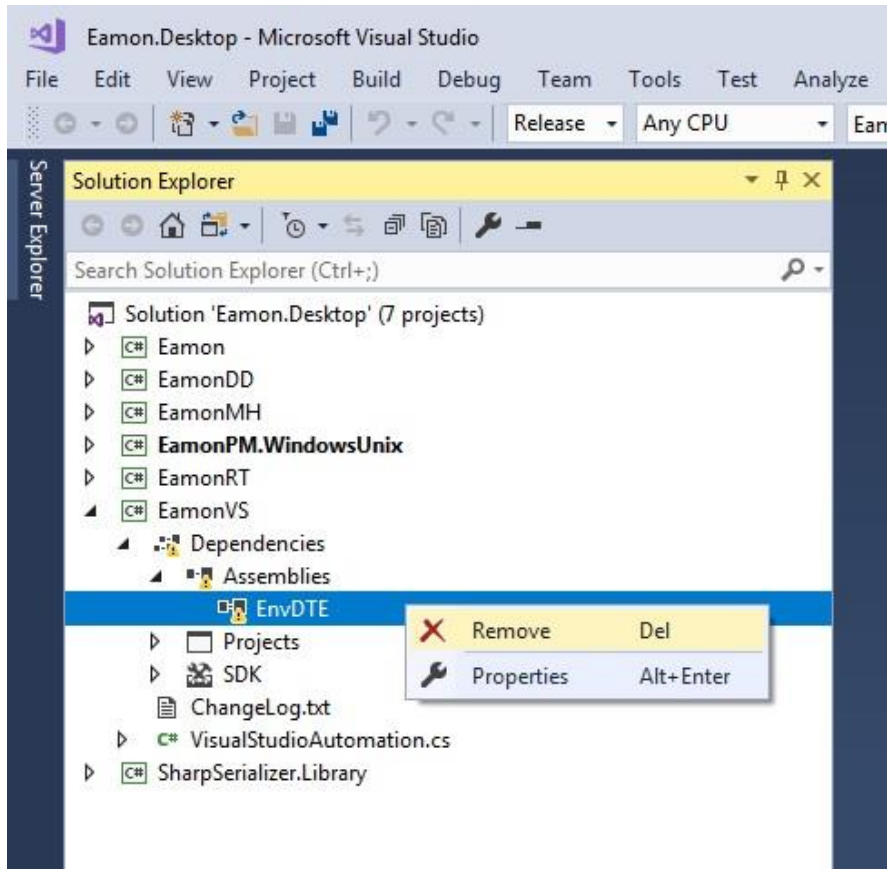 Eamon.Desktop - Microsoft Visual Studio
File Edit View Project Build Debug Team Tools Test Analyze
Release Any CPU
Server Explorer
Solution Explorer
Search Solution Explorer (Ctrl+;)
Solution 'Eamon.Desktop' (7 projects)
C# Eamon
C# EamonDD
C# EamonMH
C# EamonPM.WindowsUnix
C# EamonRT
C# EamonVS
Dependencies
Assemblies
EnvDTE
Remove Del
Projects
Properties Alt+Enter
SDK
ChangeLog.txt
C# VisualStudioAutomation.cs
C# SharpSerializer.Library